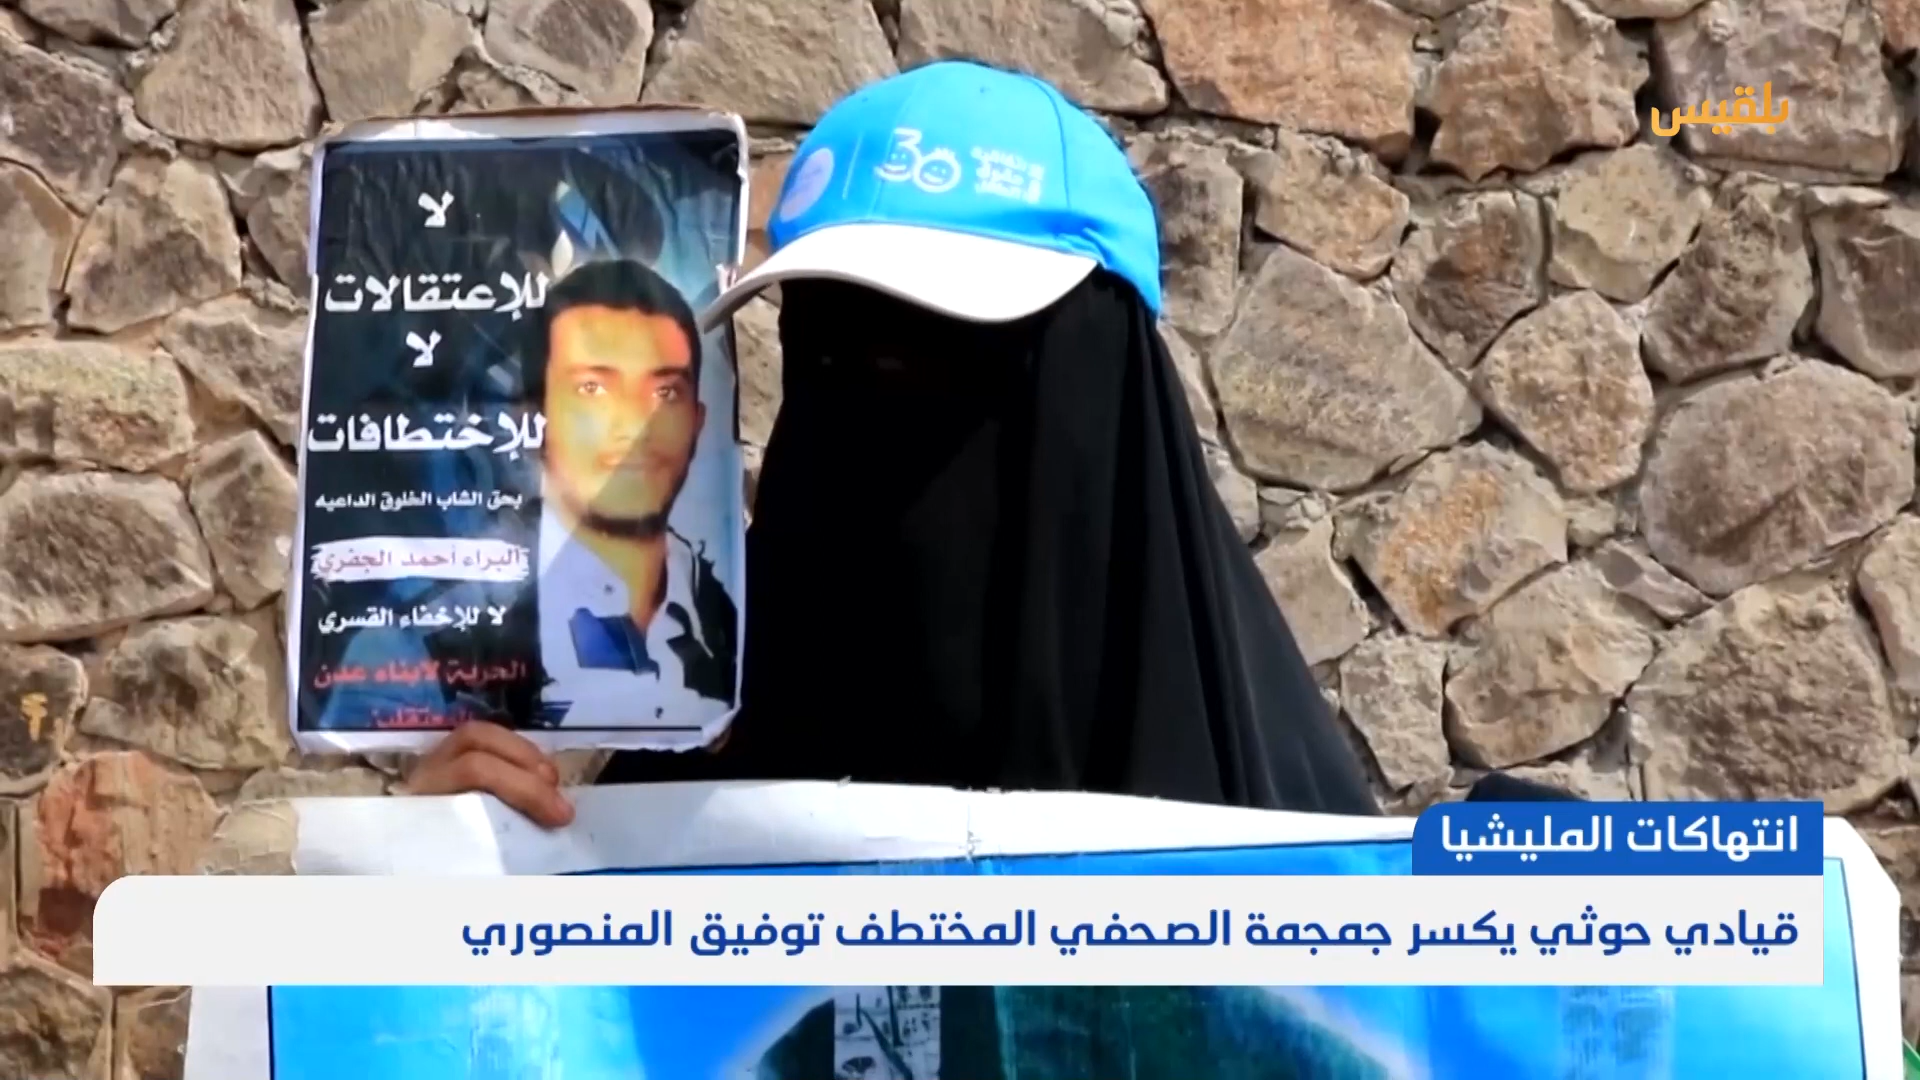 بلقيس
30
لا
للإعتقالات
لا
للإختطافات
بحق الشاب الخلوق الداعيه
البراء أحمد الجفري
لا للإخفاء القسري
الحرية لابناء عدن
انتهاكات المليشيا
قيادي حوثي يكسر جمجمة الصحفي المختطف توفيق المنصوري